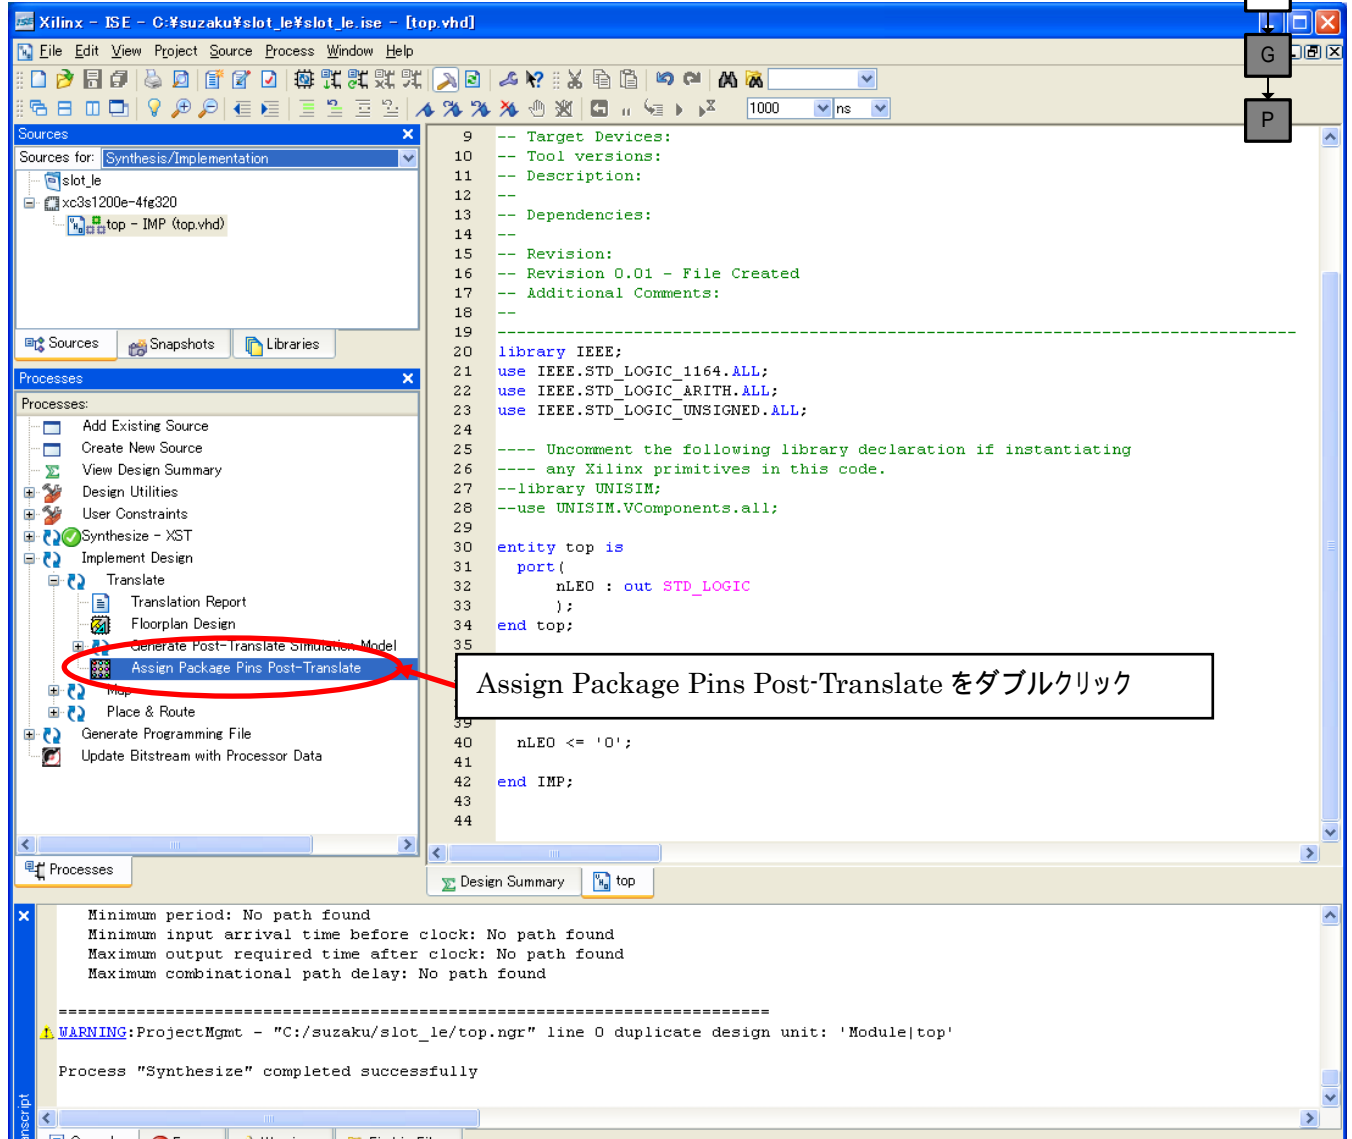 Xilinx - ISE - C:¥suzaku¥slot_le¥slot_le.ise - [top.vhd]
File Edit View Project Source Process Window Help
G
P
1000 ns
Sources
Sources for: Synthesis/Implementation
slot_le
xc3s1200e-4fg320
top - IMP (top.vhd)
Sources Snapshots Libraries
Processes
Processes:
Add Existing Source
Create New Source
View Design Summary
Design Utilities
User Constraints
Synthesize - XST
Implement Design
Translate
Translation Report
Floorplan Design
Generate Post-Translate Simulation Model
Assign Package Pins Post-Translate
Map
Place & Route
Generate Programming File
Update Bitstream with Processor Data
Processes
9 -- Target Devices:
10 -- Tool versions:
11 -- Description:
12 --
13 -- Dependencies:
14 --
15 -- Revision:
16 -- Revision 0.01 - File Created
17 -- Additional Comments:
18 --
19 ----------------------------------------------------------------------------------
20 library IEEE;
21 use IEEE.STD_LOGIC_1164.ALL;
22 use IEEE.STD_LOGIC_ARITH.ALL;
23 use IEEE.STD_LOGIC_UNSIGNED.ALL;
24
25 ---- Uncomment the following library declaration if instantiating
26 ---- any Xilinx primitives in this code.
27 --library UNISIM;
28 --use UNISIM.VComponents.all;
29
30 entity top is
31 port(
32 nLE0 : out STD_LOGIC
33 );
34 end top;
35
Assign Package Pins Post-Translate をダブルクリック
39
40 nLE0 <= '0';
41
42 end IMP;
43
44
Design Summary top
Minimum period: No path found
Minimum input arrival time before clock: No path found
Maximum output required time after clock: No path found
Maximum combinational path delay: No path found
=========================================================================
WARNING:ProjectMgmt - "C:/suzaku/slot_le/top.ngr" line 0 duplicate design unit: 'Module|top'
Process "Synthesize" completed successfully